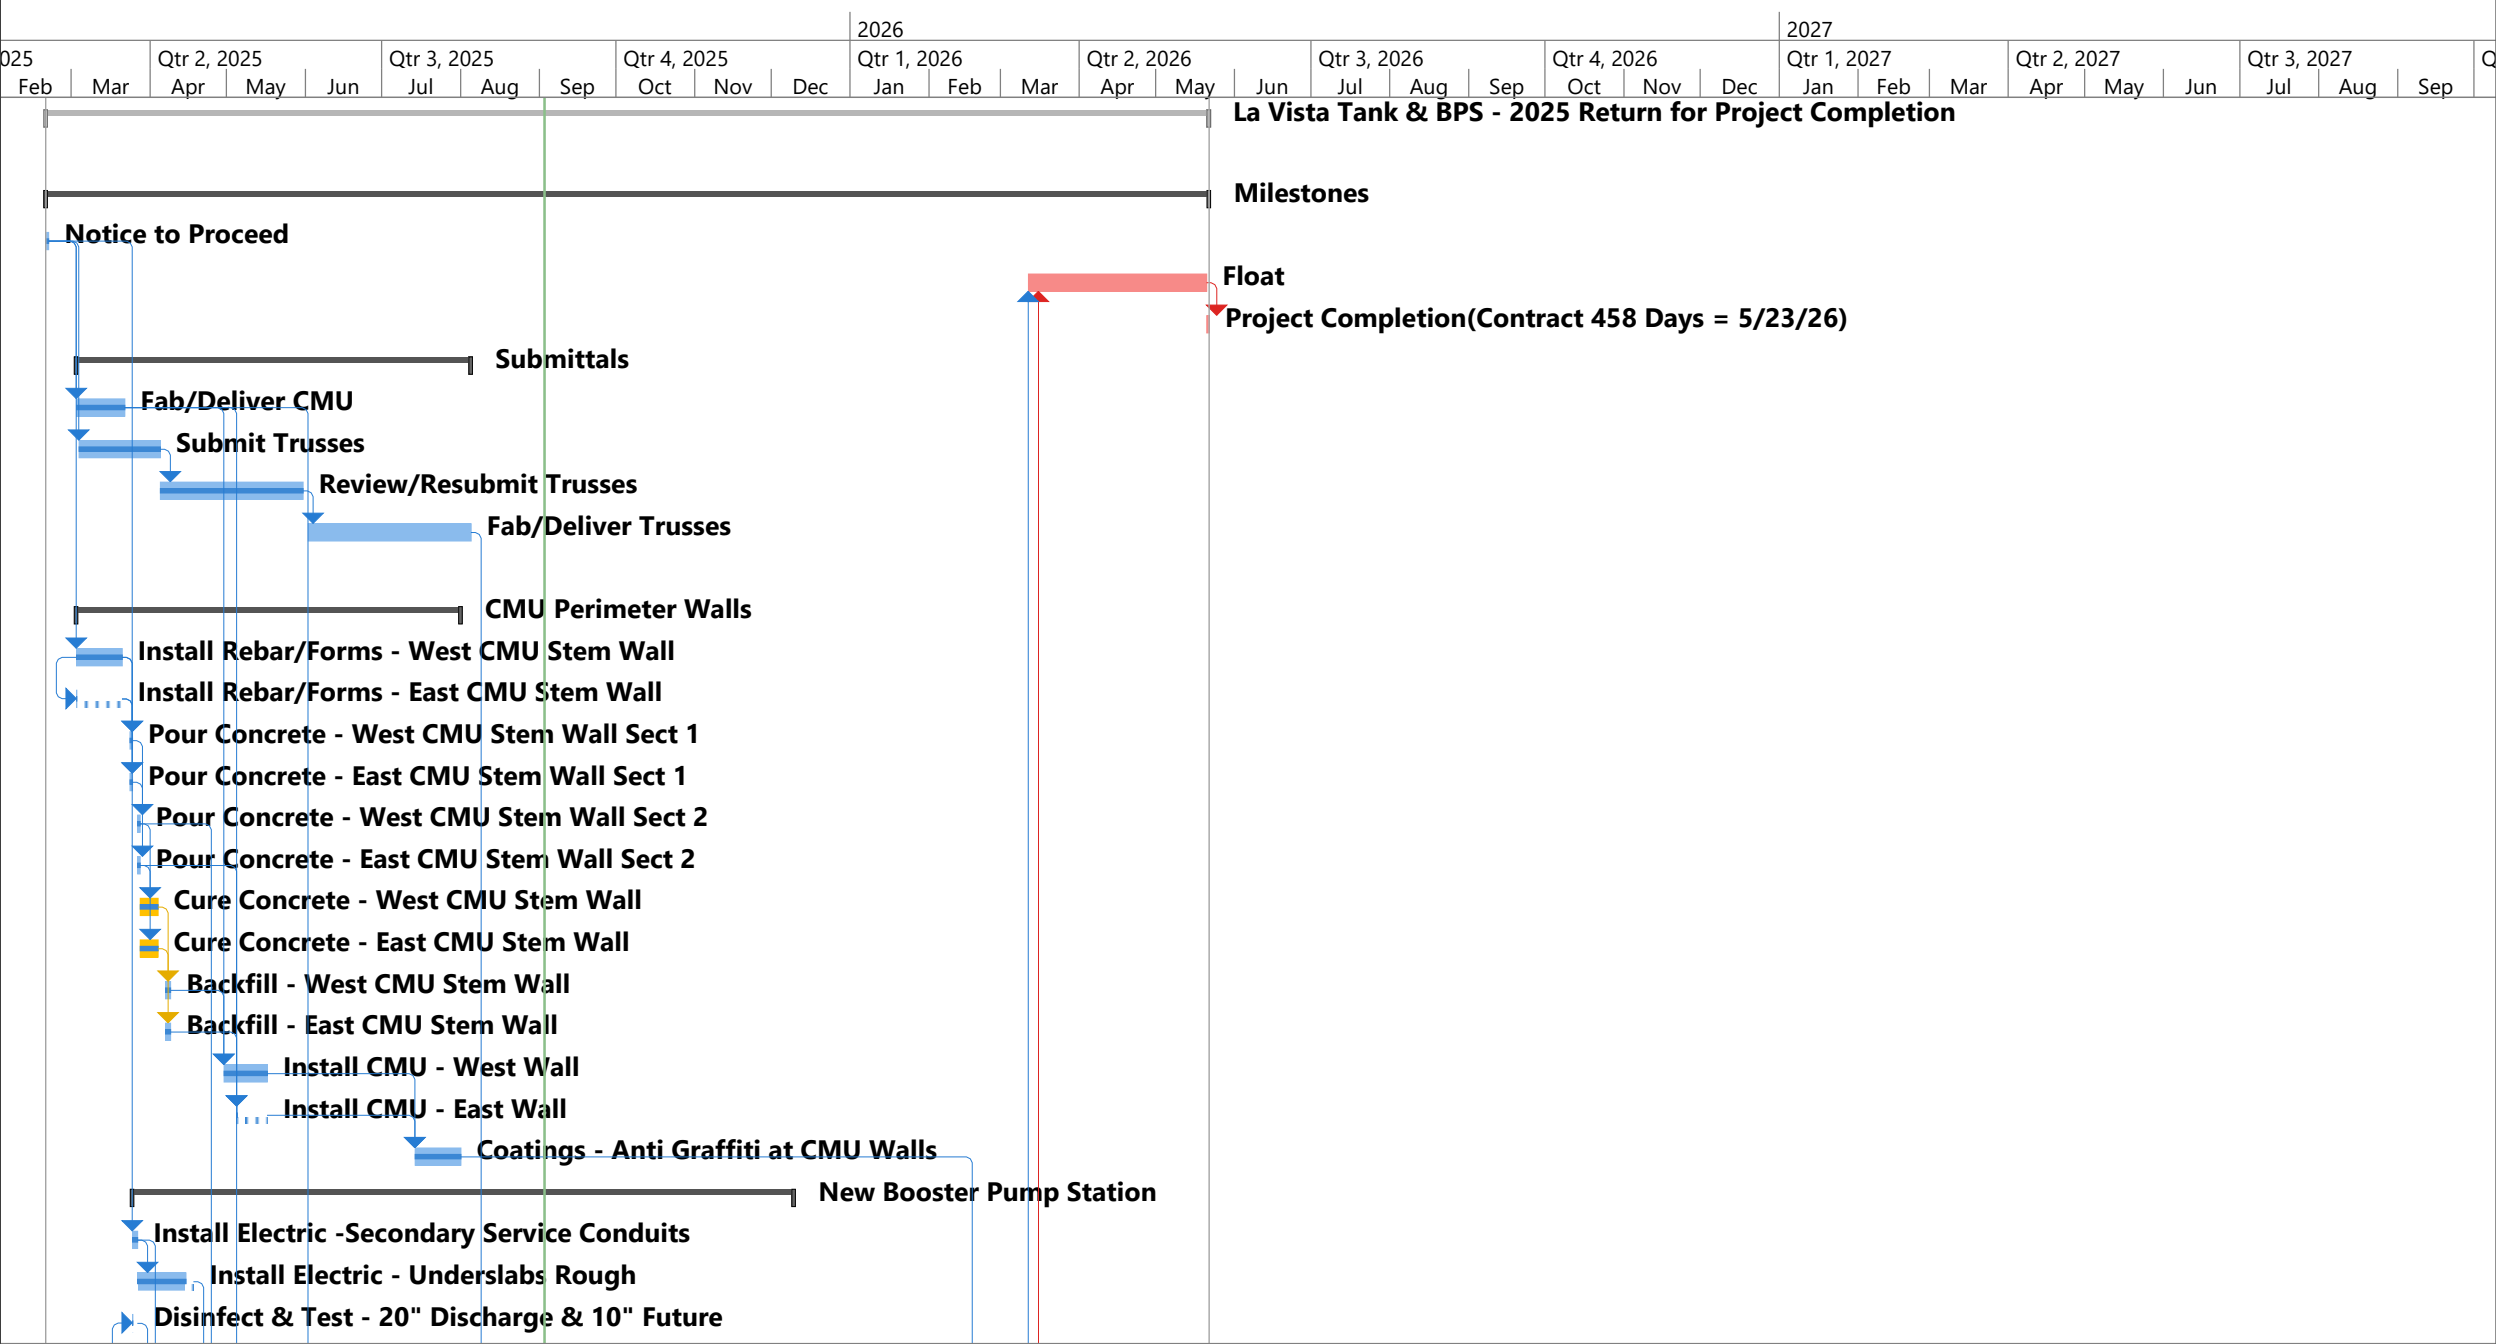 2026 2027
025 Qtr 2, 2025 Qtr 3, 2025 Qtr 4, 2025 Qtr 1, 2026 Qtr 2, 2026 Qtr 3, 2026 Qtr 4, 2026 Qtr 1, 2027 Qtr 2, 2027 Qtr 3, 2027 Q
Feb Mar Apr May Jun Jul Aug Sep Oct Nov Dec Jan Feb Mar Apr May Jun Jul Aug Sep Oct Nov Dec Jan Feb Mar Apr May Jun Jul Aug Sep
La Vista Tank & BPS - 2025 Return for Project Completion
Milestones
Notice to Proceed
Float
Project Completion(Contract 458 Days = 5/23/26)
Submittals
Fab/Deliver CMU
Submit Trusses
Review/Resubmit Trusses
Fab/Deliver Trusses
CMU Perimeter Walls
Install Rebar/Forms - West CMU Stem Wall
Install Rebar/Forms - East CMU Stem Wall
Pour Concrete - West CMU Stem Wall Sect 1
Pour Concrete - East CMU Stem Wall Sect 1
Pour Concrete - West CMU Stem Wall Sect 2
Pour Concrete - East CMU Stem Wall Sect 2
Cure Concrete - West CMU Stem Wall
Cure Concrete - East CMU Stem Wall
Backfill - West CMU Stem Wall
Backfill - East CMU Stem Wall
Install CMU - West Wall
Install CMU - East Wall
Coatings - Anti Graffiti at CMU Walls
New Booster Pump Station
Install Electric -Secondary Service Conduits
Install Electric - Underslabs Rough
Disinfect & Test - 20" Discharge & 10" Future